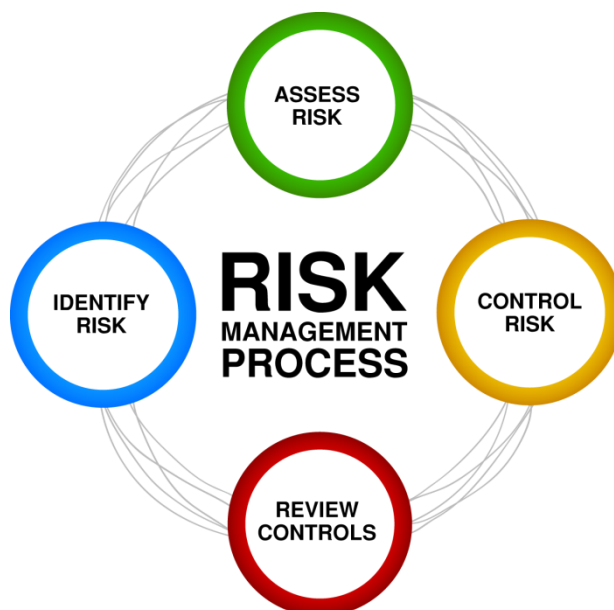 ASSESS
RISK
IDENTIFY
RISK
RISK
MANAGEMENT
PROCESS
CONTROL
RISK
REVIEW
CONTROLS